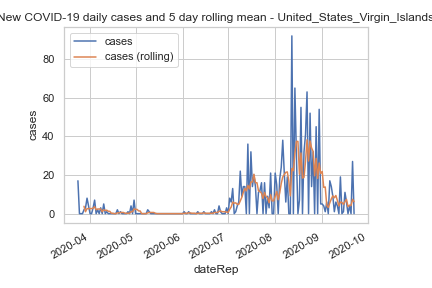 New COVID-19 daily cases and 5 day rolling mean - United_States_Virgin_Islands
cases
cases (rolling)
80
60
40
20
0
cases
2020-04
2020-05
2020-06
2020-07
2020-08
2020-09
2020-10
dateRep